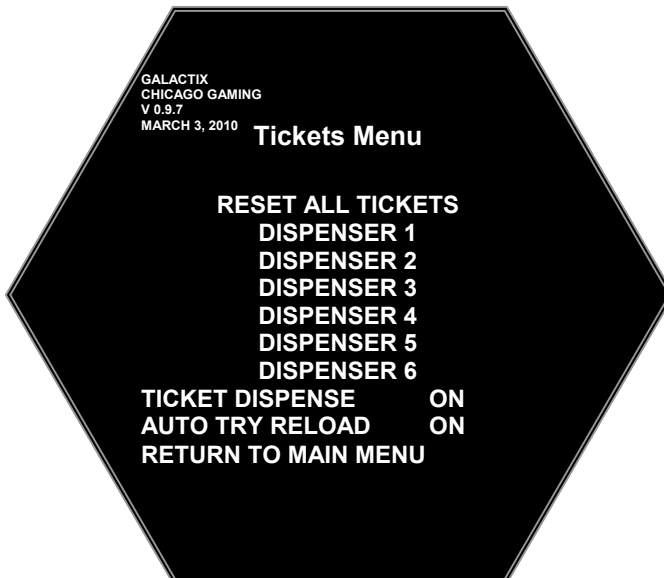 GALACTIX
CHICAGO GAMING
V 0.9.7
MARCH 3, 2010
Tickets Menu
RESET ALL TICKETS
DISPENSER 1
DISPENSER 2
DISPENSER 3
DISPENSER 4
DISPENSER 5
DISPENSER 6
TICKET DISPENSE ON
AUTO TRY RELOAD ON
RETURN TO MAIN MENU